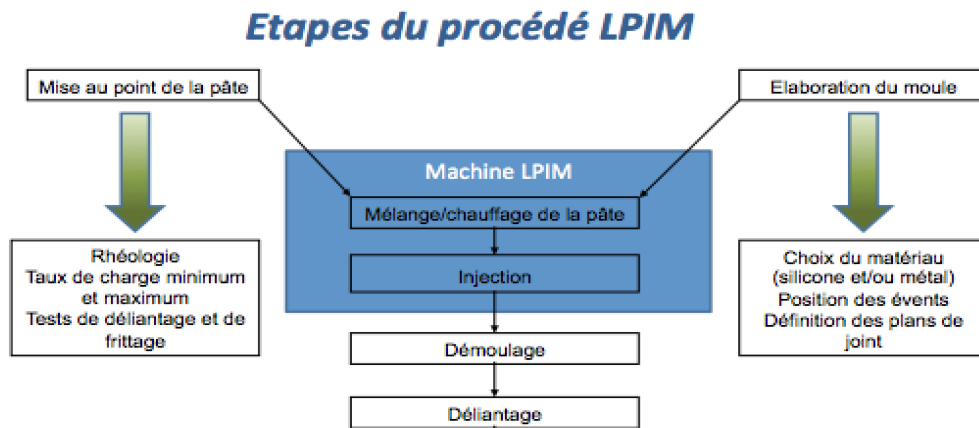 Etapes du procédé LPIM
Mise au point de la pâte
Elaboration du moule
Machine LPIM
Mélange/chauffage de la pâte
Rhéologie
Taux de charge minimum
et maximum
Tests de déliantage et de
frittage
Injection
Choix du matériau
(silicone et/ou métal)
Position des évents
Définition des plans de
joint
Démoulage
Déliantage